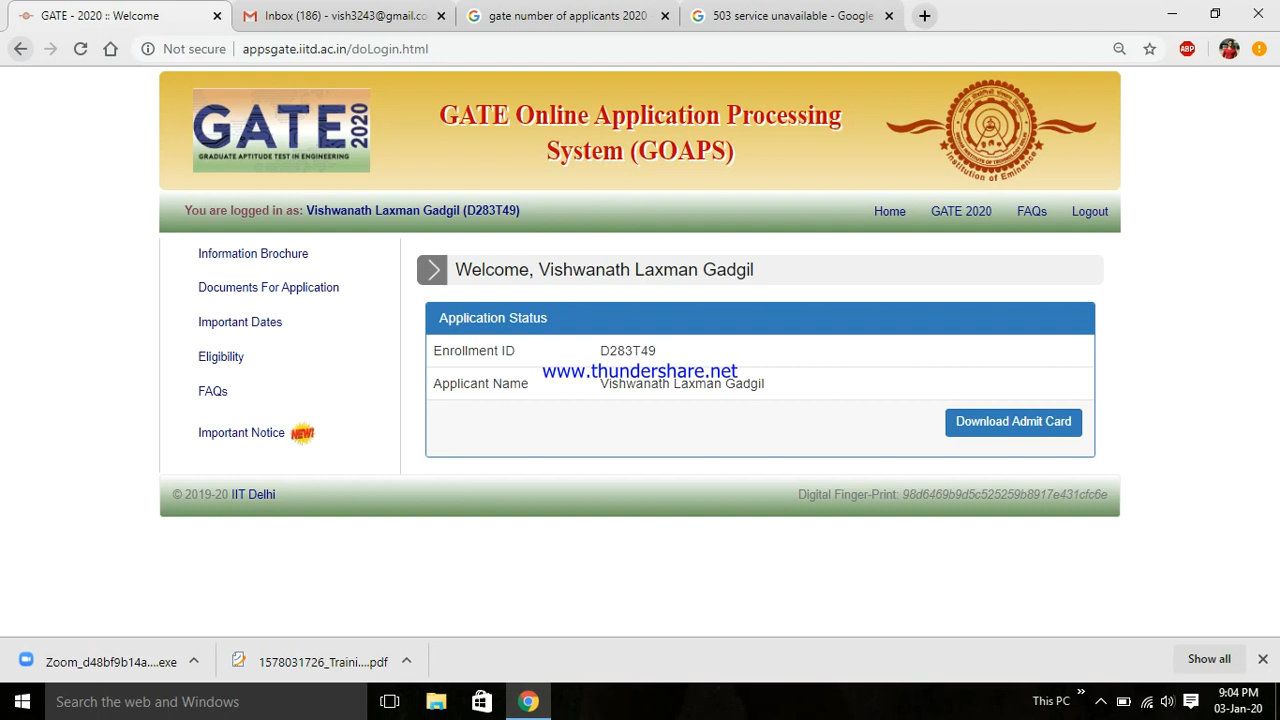 GATE - 2020 :: Welcome
Inbox (186) - vish3243@gmail.co
gate number of applicants 2020
503 service unavailable - Google
Not secure
appsgate.iitd.ac.in/doLogin.html
ABP
GATE 2020
GRADUATE APTITUDE TEST IN ENGINEERING
GATE Online Application Processing
System (GOAPS)
Institution of Eminence
You are logged in as: Vishwanath Laxman Gadgil (D283T49)
Home
GATE 2020
FAQs
Logout
Information Brochure
Documents For Application
Important Dates
Eligibility
FAQs
Important Notice NEW!
Welcome, Vishwanath Laxman Gadgil
Application Status
Enrollment ID D283T49
www.thundershare.net
Applicant Name Vishwanath Laxman Gadgil
Download Admit Card
© 2019-20 IIT Delhi
Digital Finger-Print: 98d6469b9d5c525259b8917e431cfc6e
Zoom_d48bf9b14a....exe
1578031726_Traini....pdf
Show all
Search the web and Windows
This PC
9:04 PM
03-Jan-20